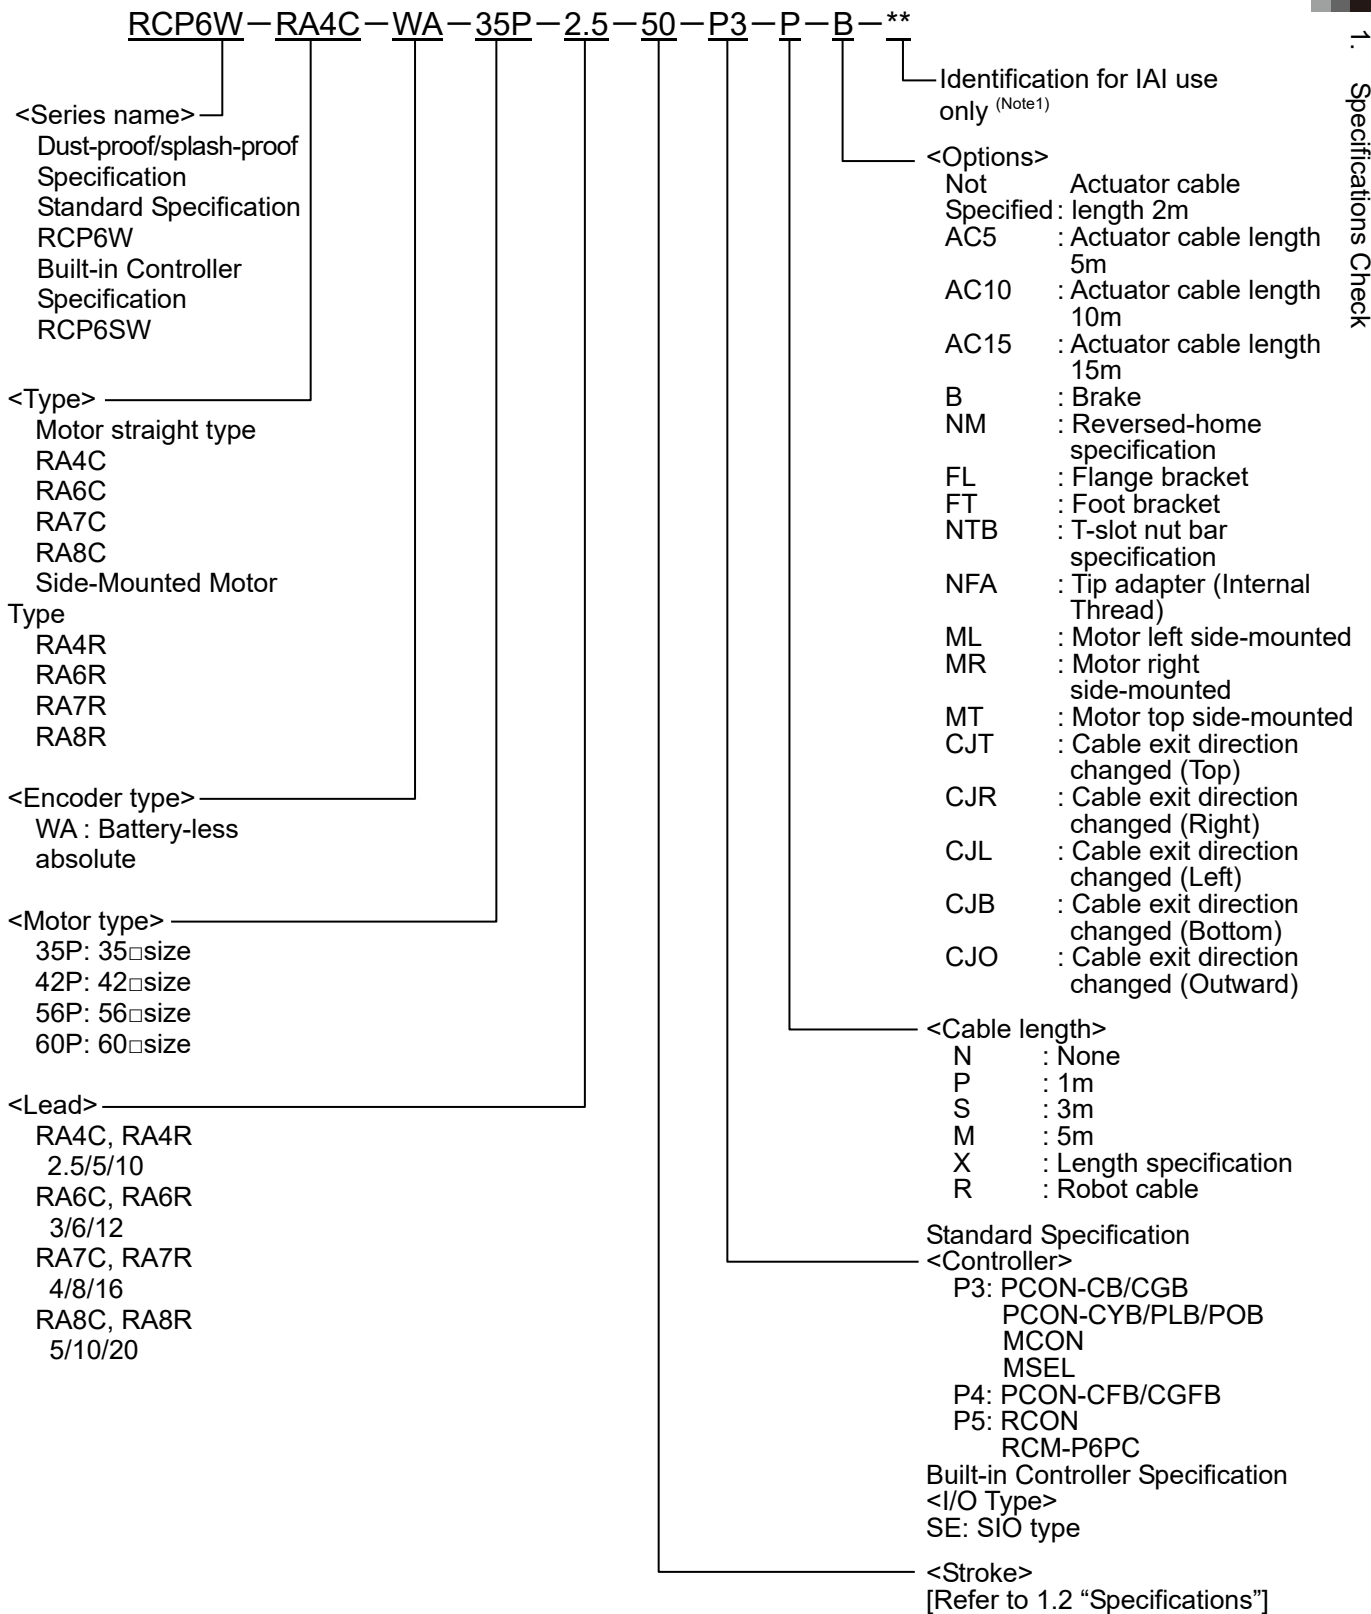 RCP6W－RA4C－WA－35P－2.5－50－P3－P－B－**
<Series name>
Dust-proof/splash-proof
Specification
Standard Specification
RCP6W
Built-in Controller
Specification
RCP6SW
<Type>
Motor straight type
RA4C
RA6C
RA7C
RA8C
Side-Mounted Motor
Type
RA4R
RA6R
RA7R
RA8R
<Encoder type>
WA : Battery-less
absolute
<Motor type>
35P: 35□size
42P: 42□size
56P: 56□size
60P: 60□size
<Lead>
RA4C, RA4R
2.5/5/10
RA6C, RA6R
3/6/12
RA7C, RA7R
4/8/16
RA8C, RA8R
5/10/20
Identification for IAI use
only (Note1)
<Options>
Not Actuator cable
Specified : length 2m
AC5 : Actuator cable length
5m
AC10 : Actuator cable length
10m
AC15 : Actuator cable length
15m
B : Brake
NM : Reversed-home
specification
FL : Flange bracket
FT : Foot bracket
NTB : T-slot nut bar
specification
NFA : Tip adapter (Internal
Thread)
ML : Motor left side-mounted
MR : Motor right
side-mounted
MT : Motor top side-mounted
CJT : Cable exit direction
changed (Top)
CJR : Cable exit direction
changed (Right)
CJL : Cable exit direction
changed (Left)
CJB : Cable exit direction
changed (Bottom)
CJO : Cable exit direction
changed (Outward)
<Cable length>
N : None
P : 1m
S : 3m
M : 5m
X : Length specification
R : Robot cable
Standard Specification
<Controller>
P3: PCON-CB/CGB
PCON-CYB/PLB/POB
MCON
MSEL
P4: PCON-CFB/CGFB
P5: RCON
RCM-P6PC
Built-in Controller Specification
<I/O Type>
SE: SIO type
<Stroke>
[Refer to 1.2 “Specifications”]
1. Specifications Check